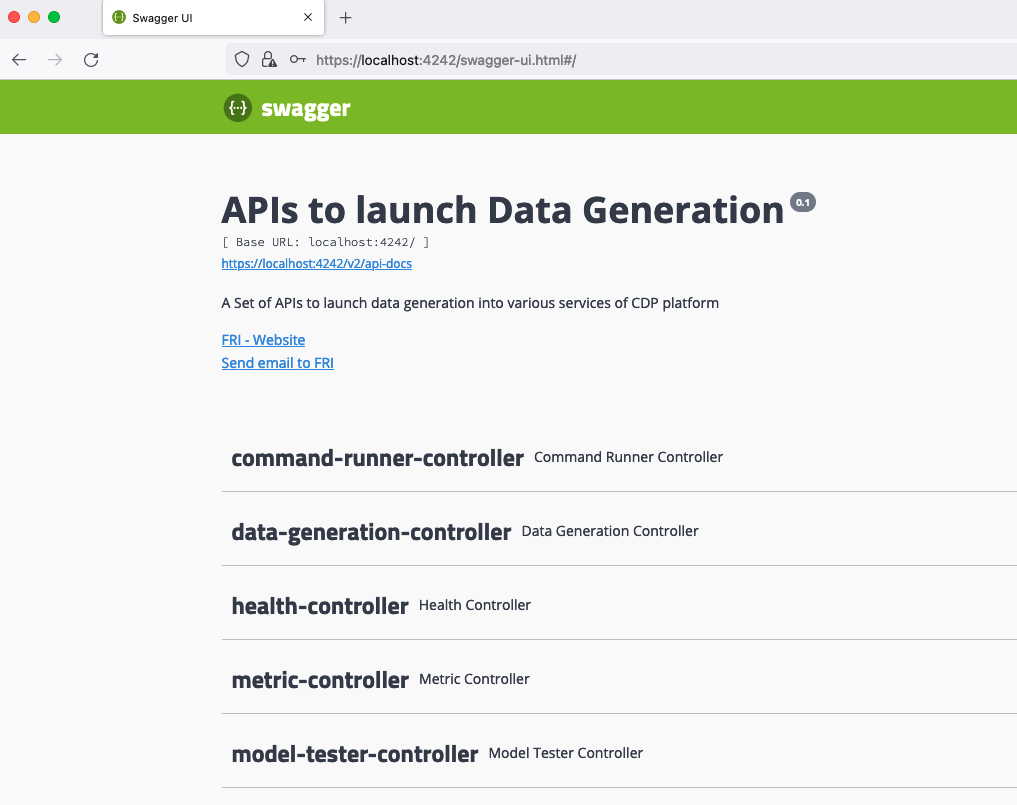 Swagger UI
https://localhost:4242/swagger-ui.html#/
{···} swagger
APIs to launch Data Generation 0.1
[ Base URL: localhost:4242/ ]
https://localhost:4242/v2/api-docs
A Set of APIs to launch data generation into various services of CDP platform
FRI - Website
Send email to FRI
command-runner-controller Command Runner Controller
data-generation-controller Data Generation Controller
health-controller Health Controller
metric-controller Metric Controller
model-tester-controller Model Tester Controller